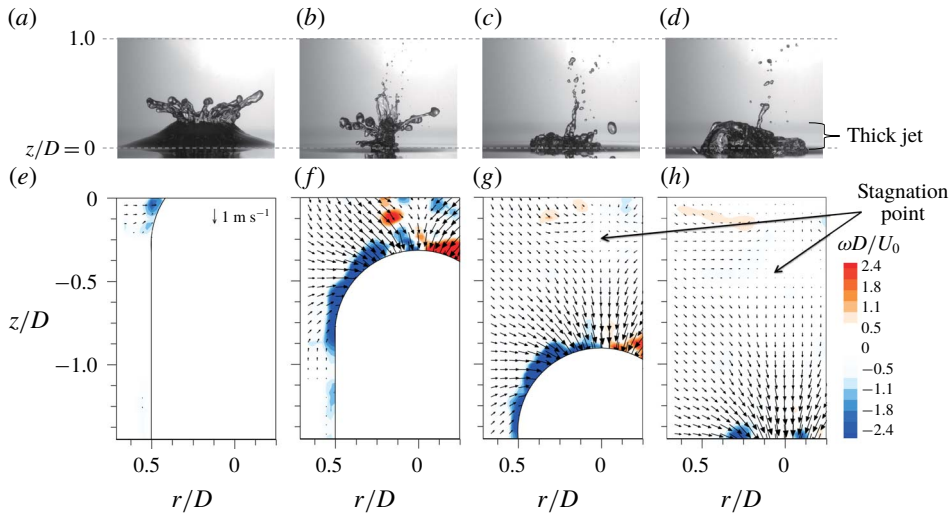 (a) (b) (c) (d)
1.0
z/D = 0
Thick jet
(e) (f) (g) (h)
Stagnation
point
0
−0.5
−1.0
z/D
1 m s⁻¹
ωD/U₀
2.4
1.8
1.1
0.5
0
−0.5
−1.1
−1.8
−2.4
0.5 0 0.5 0 0.5 0 0.5 0
r/D r/D r/D r/D